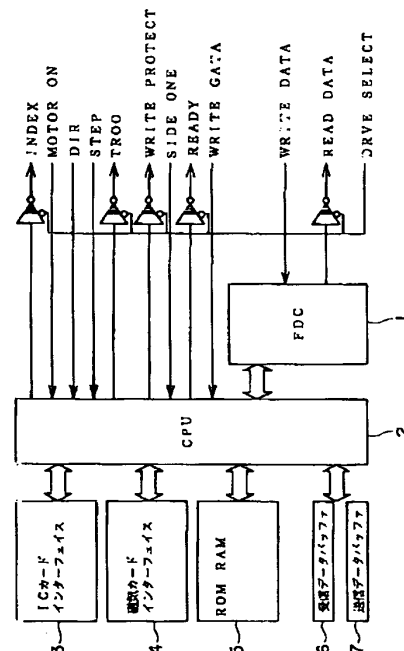 INDEX
MOTOR ON
DIR
STEP
TROO
WRITE PROTECT
SIDE ONE
READY
WRITE GATA
WRITE DATA
READ DATA
DRVE SELECT
FDC
1
CPU
2
ICカード
インターフェイス
3
磁気カード
インターフェイス
4
ROM RAM
5
受信データバッファ
6
送信データバッファ
7